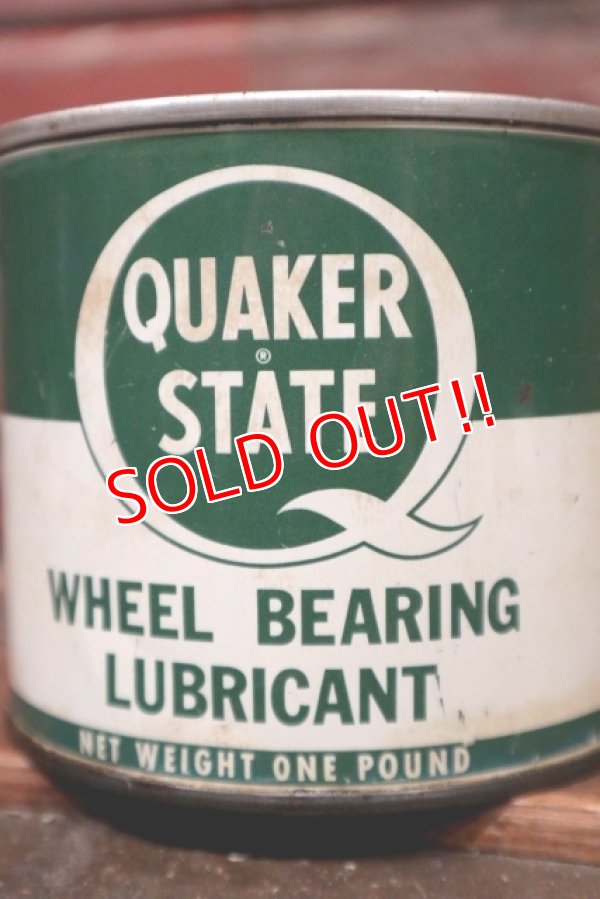 QUAKER
®
STATE
SOLD OUT!!
WHEEL BEARING
LUBRICANT
NET WEIGHT ONE POUND